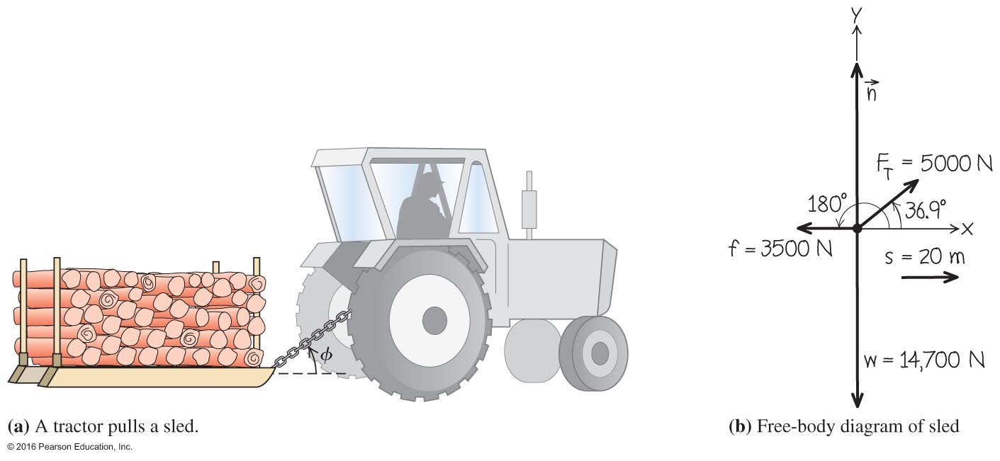 ϕ
(a) A tractor pulls a sled.
© 2016 Pearson Education, Inc.
Y
n⃗
F_T = 5000 N
180°
36.9°
X
f = 3500 N
s = 20 m
w = 14,700 N
(b) Free-body diagram of sled